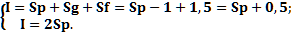 {I = Sp + Sg + Sf = Sp − 1 + 1,5 = Sp + 0,5;
I = 2Sp.